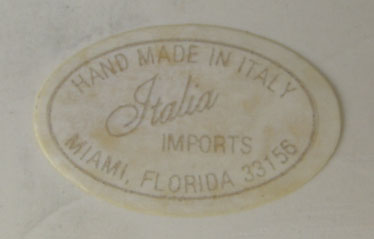 HAND MADE IN ITALY
Italia
IMPORTS
MIAMI, FLORIDA 33156